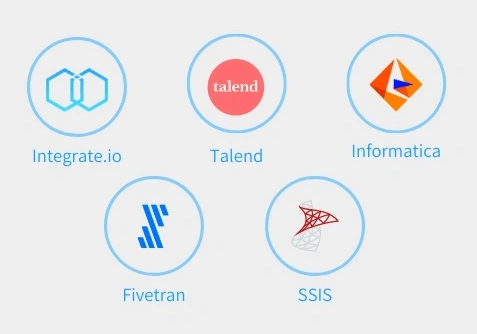 talend
Integrate.io
Talend
Informatica
Fivetran
SSIS